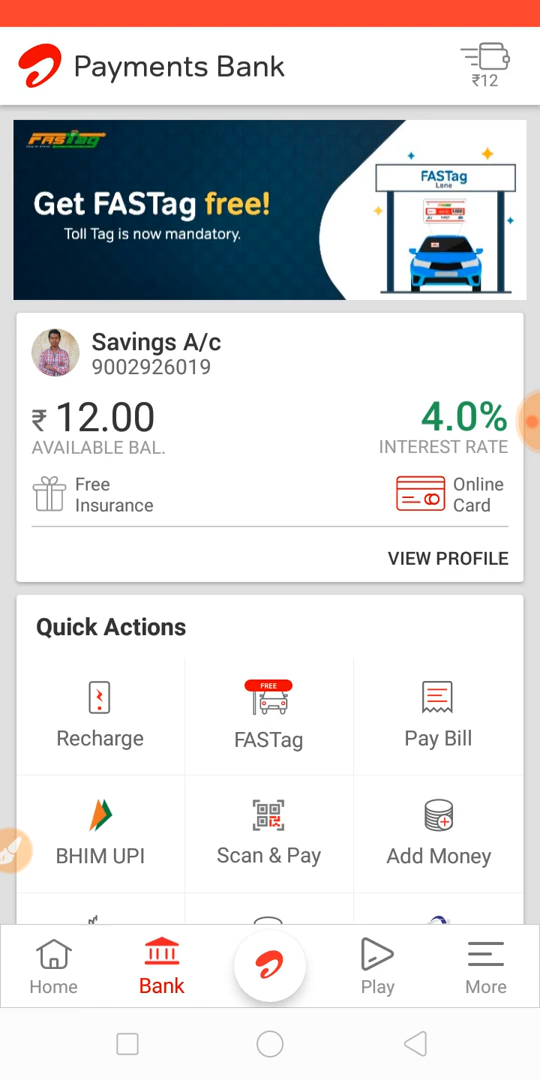 Payments Bank
₹12
FASTag
Get FASTag free!
Toll Tag is now mandatory.
FASTag
Lane
Savings A/c
9002926019
₹ 12.00
4.0%
AVAILABLE BAL.
INTEREST RATE
Free
Insurance
Online
Card
VIEW PROFILE
Quick Actions
FREE
Recharge
FASTag
Pay Bill
BHIM UPI
Scan & Pay
Add Money
Home
Bank
Play
More